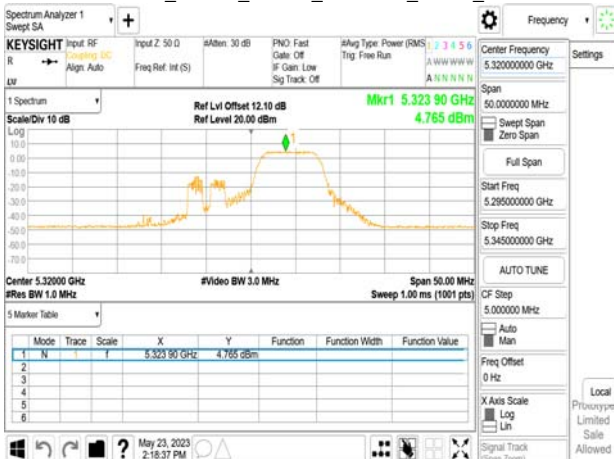 Spectrum Analyzer 1
Swept SA
+
Frequency
KEYSIGHT
Input: RF
Coupling: DC
Align: Auto
Input Z: 50 Ω
Freq Ref: Int (S)
#Atten: 30 dB
PNO: Fast
Gate: Off
IF Gain: Low
Sig Track: Off
#Avg Type: Power (RMS
Trig: Free Run
1 2 3 4 5 6
A W W W W W
A N N N N N
R
LV
Center Frequency
5.320000000 GHz
Settings
1 Spectrum
Scale/Div 10 dB
Ref Lvl Offset 12.10 dB
Ref Level 20.00 dBm
Mkr1 5.323 90 GHz
4.765 dBm
Span
50.0000000 MHz
Swept Span
Zero Span
Full Span
Start Freq
5.295000000 GHz
Stop Freq
5.345000000 GHz
AUTO TUNE
CF Step
5.000000 MHz
Auto
Man
Freq Offset
0 Hz
X Axis Scale
Log
Lin
Signal Track
Local
Prototype
Limited
Sale
Allowed
Log
10.0
0.00
-10.0
-20.0
-30.0
-40.0
-50.0
-60.0
-70.0
1
Center 5.32000 GHz
#Res BW 1.0 MHz
#Video BW 3.0 MHz
Span 50.00 MHz
Sweep 1.00 ms (1001 pts)
5 Marker Table
Mode Trace Scale X Y Function Function Width Function Value
1 N 1 f 5.323 90 GHz 4.765 dBm
2
3
4
5
6
?
May 23, 2023
2:18:37 PM